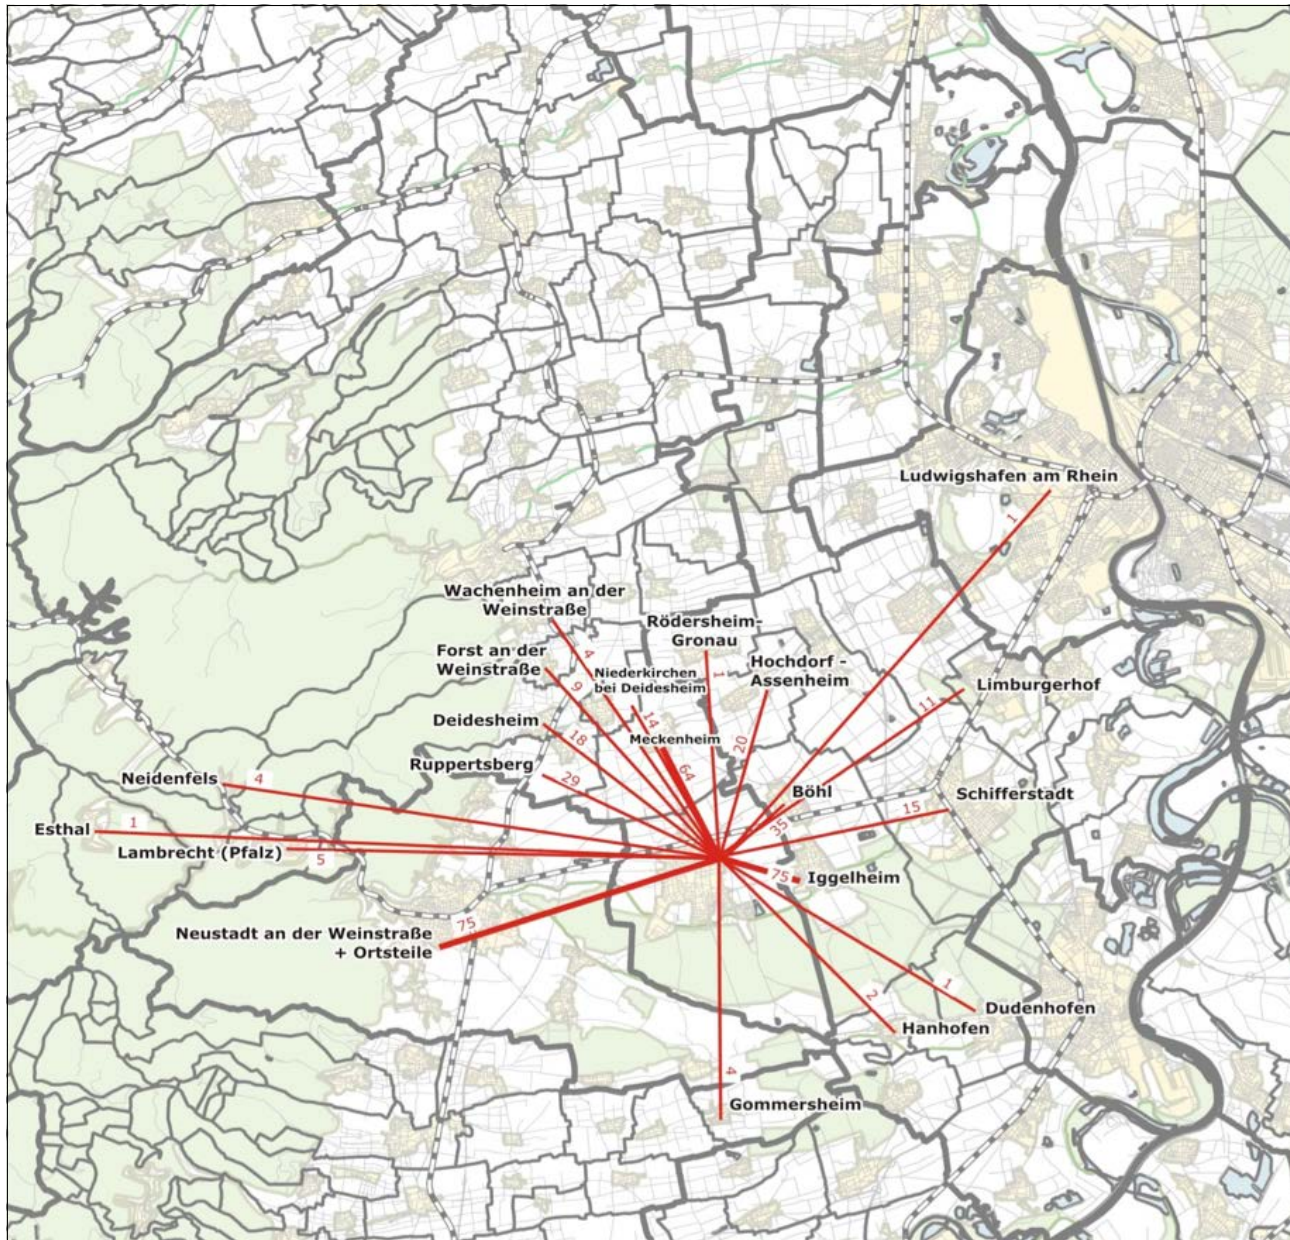 Ludwigshafen am Rhein
1
Wachenheim an der
Weinstraße
4
Rödersheim-
Gronau
1
Forst an der
Weinstraße
9
Niederkirchen
bei Deidesheim
14
Hochdorf -
Assenheim
20
Limburgerhof
11
Deidesheim
18
Meckenheim
64
Ruppertsberg
29
Neidenfels
4
Böhl
35
Schifferstadt
15
Esthal
1
Lambrecht (Pfalz)
5
75
Iggelheim
Neustadt an der Weinstraße
+ Ortsteile
75
1
Dudenhofen
2
Hanhofen
4
Gommersheim